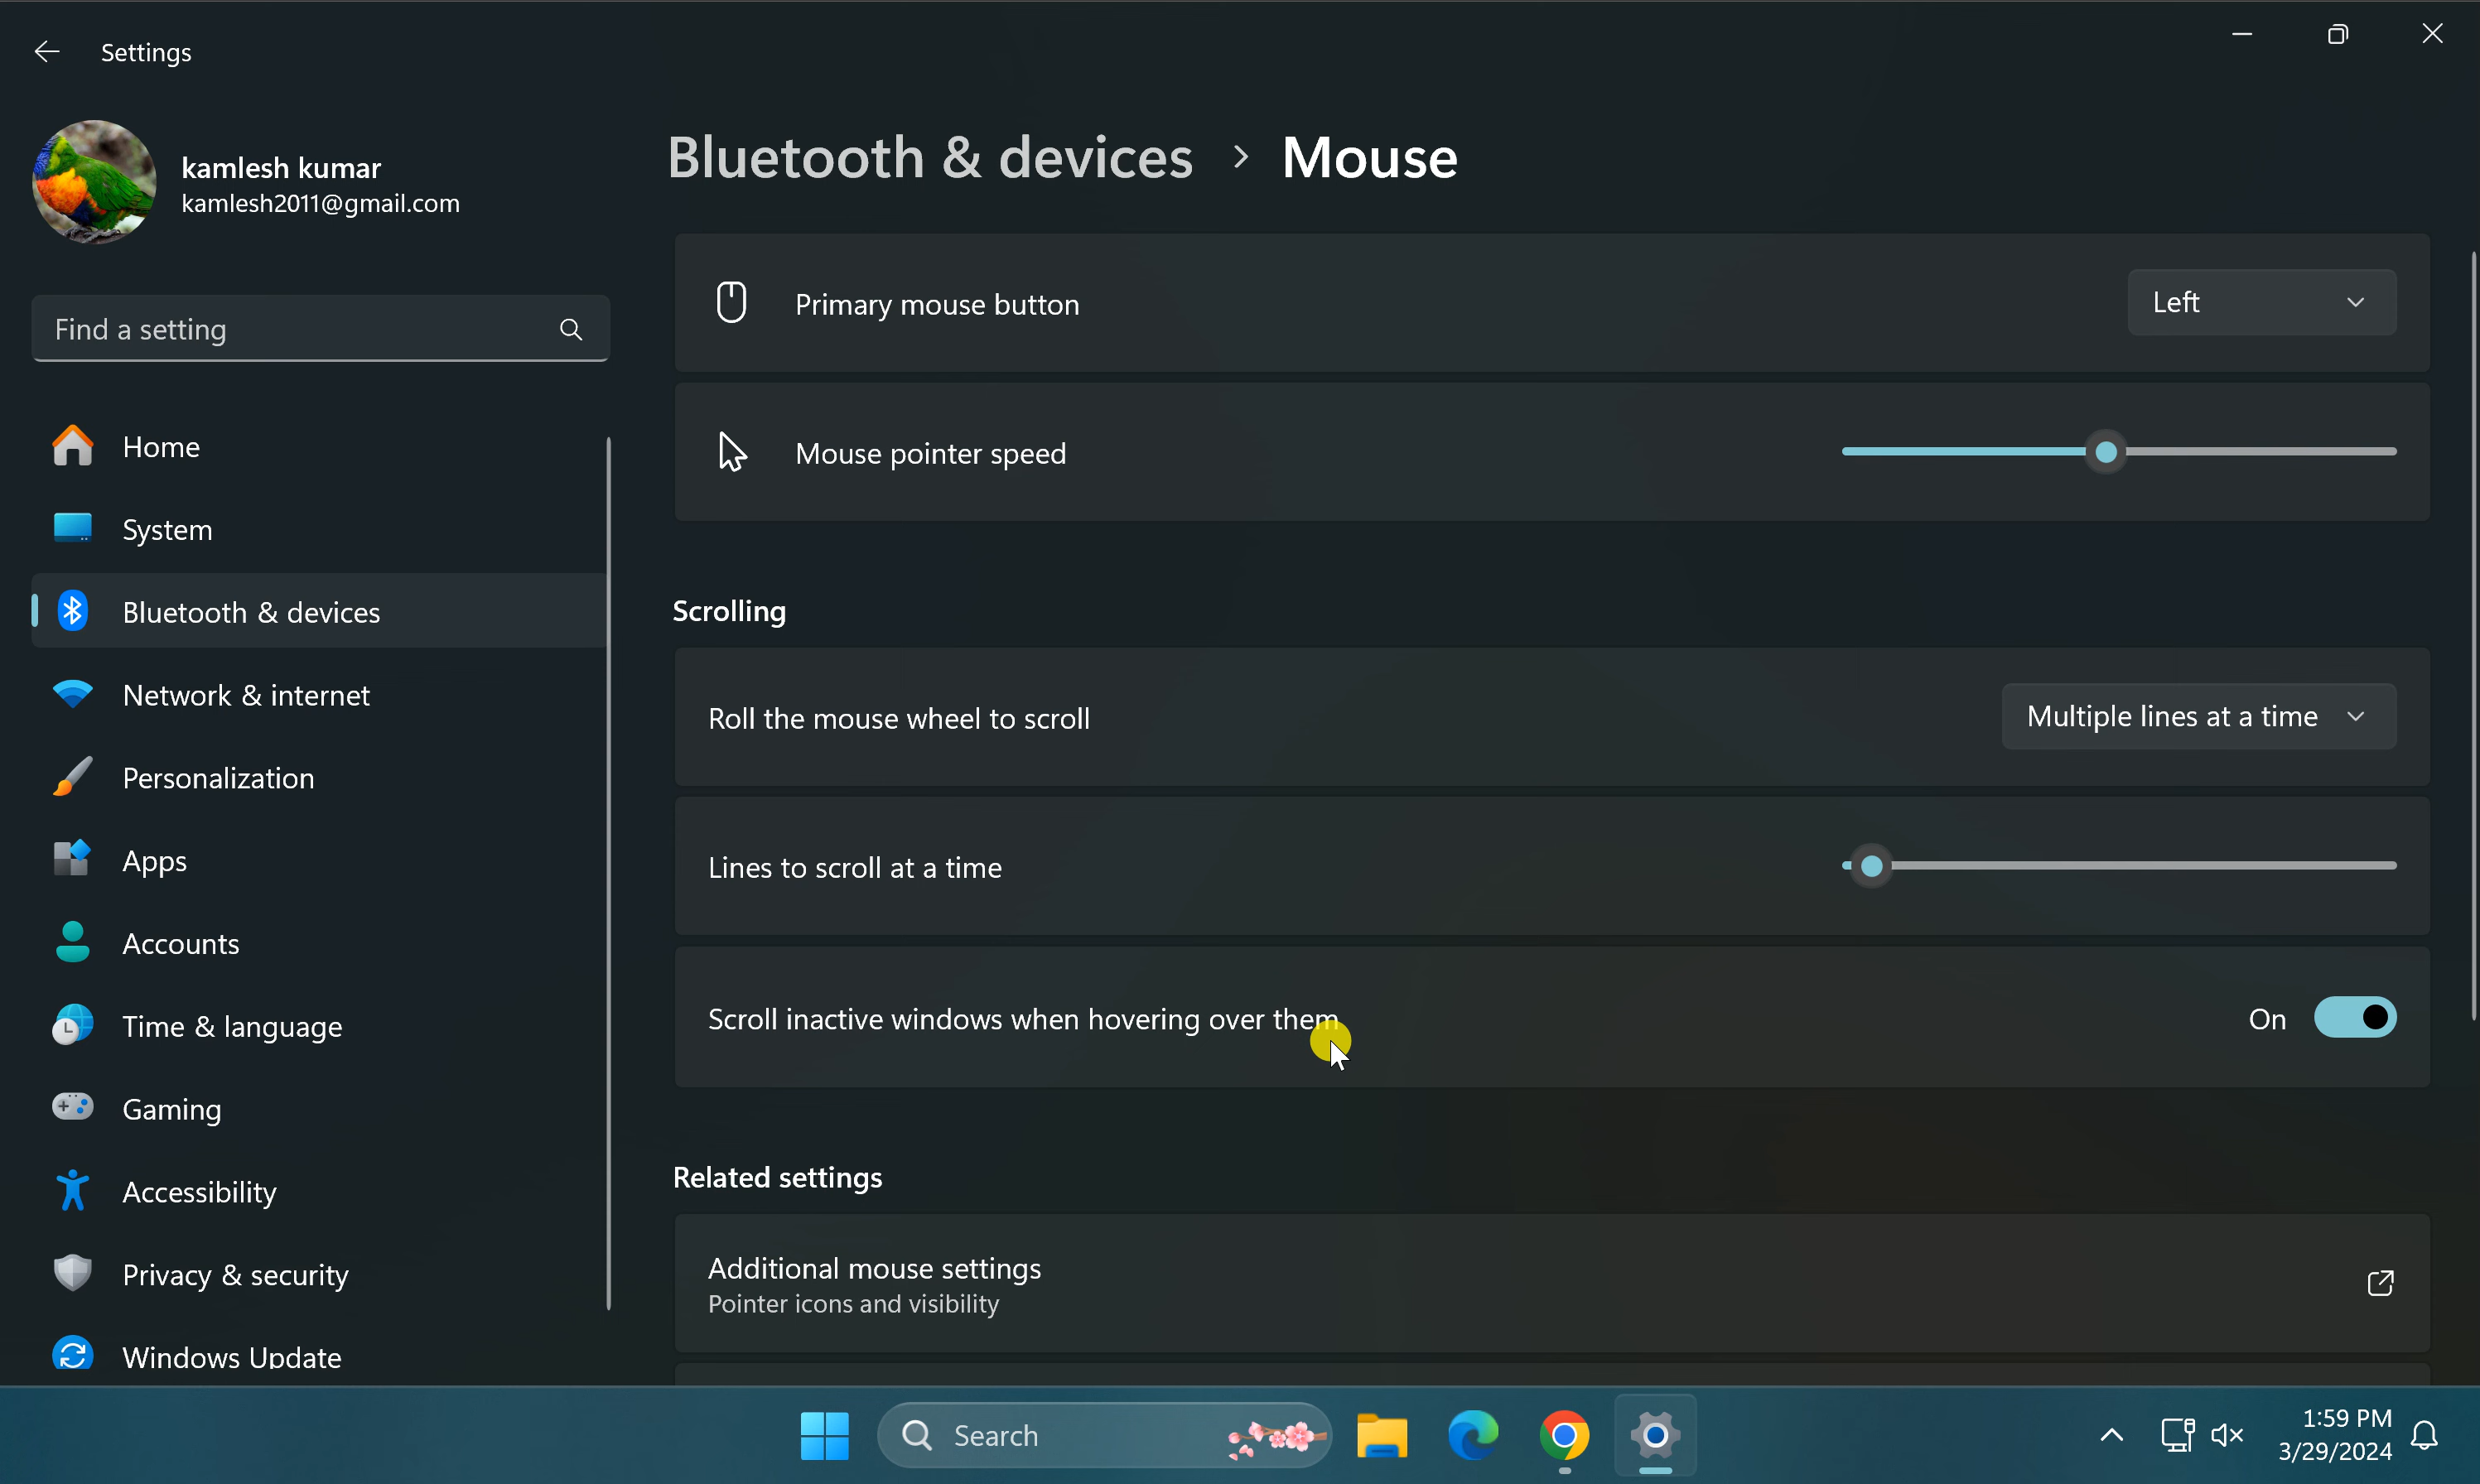 Settings
kamlesh kumar
kamlesh2011@gmail.com
Find a setting
Home
System
Bluetooth & devices
Network & internet
Personalization
Apps
Accounts
Time & language
Gaming
Accessibility
Privacy & security
Windows Update
Bluetooth & devices > Mouse
Primary mouse button
Left
Mouse pointer speed
Scrolling
Roll the mouse wheel to scroll
Multiple lines at a time
Lines to scroll at a time
Scroll inactive windows when hovering over them
On
Related settings
Additional mouse settings
Pointer icons and visibility
Search
1:59 PM
3/29/2024